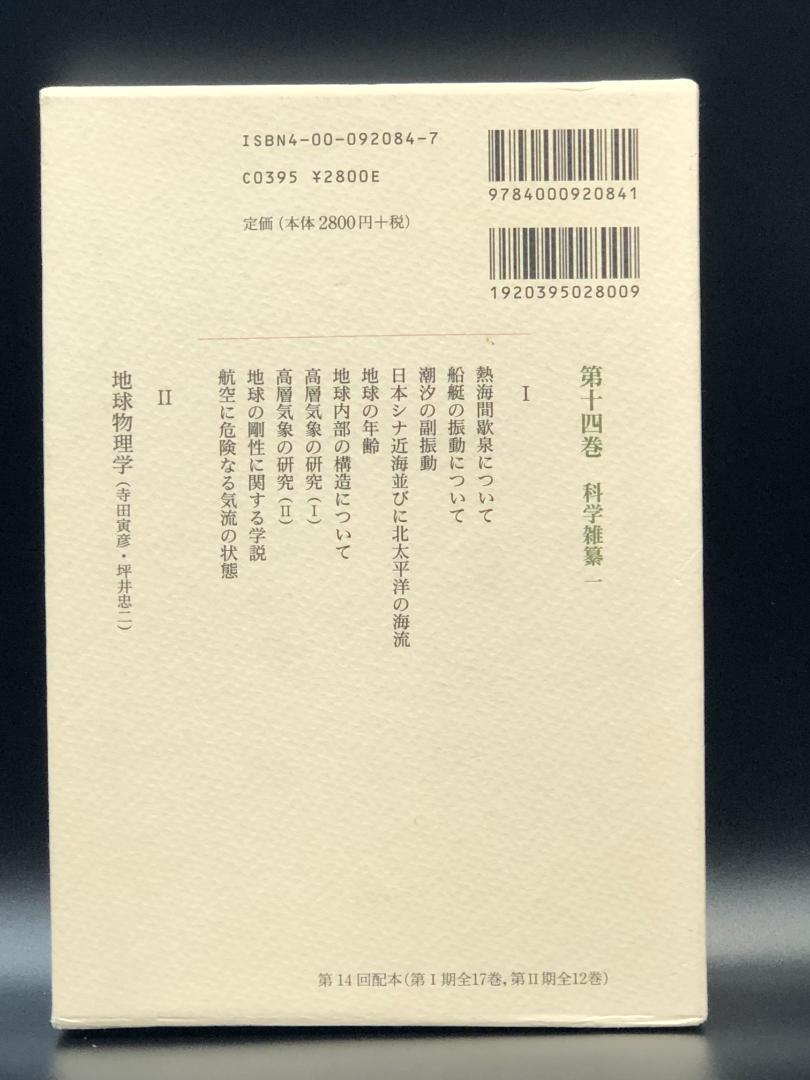 ISBN4-00-092084-7
C0395 ¥2800E
定価(本体2800円+税)
9784000920841
1920395028009
第十四巻 科学雑纂 一
I
熱海間歇泉について
船艇の振動について
潮汐の副振動
日本シナ近海並びに北太平洋の海流
地球の年齢
地球内部の構造について
高層気象の研究(I)
高層気象の研究(II)
地球の剛性に関する学説
航空に危険なる気流の状態
II
地球物理学(寺田寅彦・坪井忠二)
第14回配本(第I期全17巻,第II期全12巻)